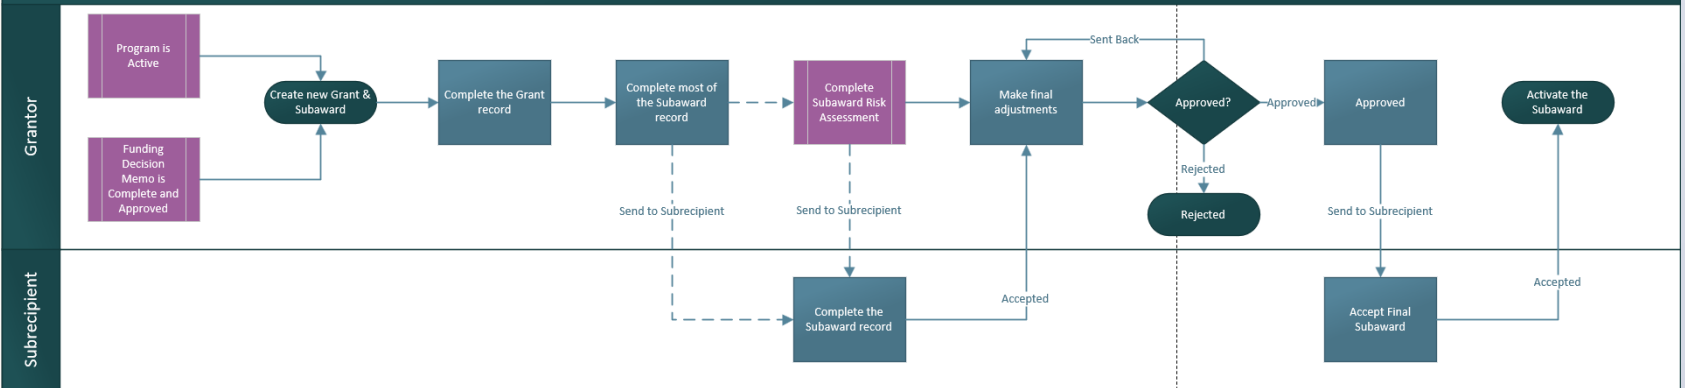 Grantor
Program is
Active
Funding
Decision
Memo is
Complete and
Approved
Create new Grant &
Subaward
Complete the Grant
record
Complete most of
the Subaward
record
Complete
Subaward Risk
Assessment
Make final
adjustments
Sent Back
Approved?
Approved
Approved
Activate the
Subaward
Rejected
Rejected
Send to Subrecipient
Send to Subrecipient
Send to Subrecipient
Subrecipient
Complete the
Subaward record
Accepted
Accept Final
Subaward
Accepted